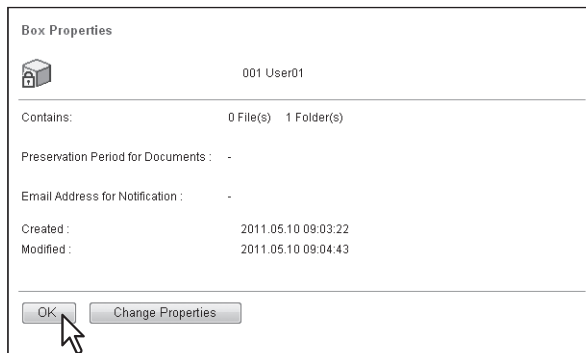 Box Properties
001 User01
Contains: 0 File(s) 1 Folder(s)
Preservation Period for Documents : -
Email Address for Notification : -
Created : 2011.05.10 09:03:22
Modified : 2011.05.10 09:04:43
OK Change Properties